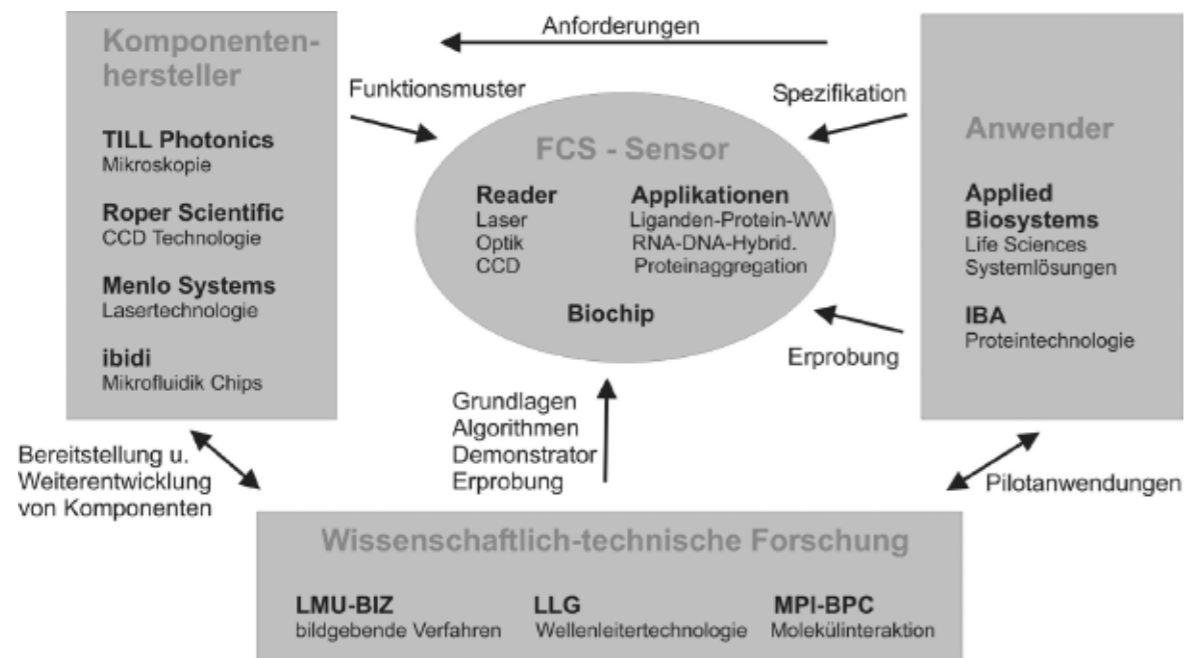 Komponenten-
hersteller
TILL Photonics
Mikroskopie
Roper Scientific
CCD Technologie
Menlo Systems
Lasertechnologie
ibidi
Mikrofluidik Chips
Anforderungen
Funktionsmuster
Spezifikation
FCS - Sensor
Reader
Laser
Optik
CCD
Applikationen
Liganden-Protein-WW
RNA-DNA-Hybrid.
Proteinaggregation
Biochip
Anwender
Applied
Biosystems
Life Sciences
Systemlösungen
IBA
Proteintechnologie
Erprobung
Grundlagen
Algorithmen
Demonstrator
Erprobung
Bereitstellung u.
Weiterentwicklung
von Komponenten
Pilotanwendungen
Wissenschaftlich-technische Forschung
LMU-BIZ
bildgebende Verfahren
LLG
Wellenleitertechnologie
MPI-BPC
Molekülinteraktion